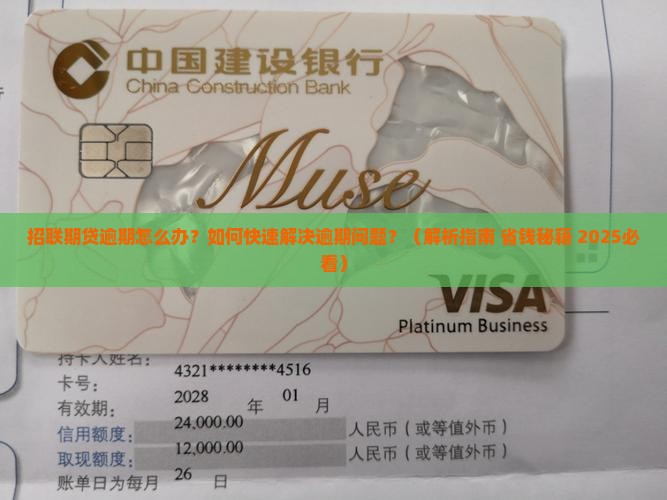 中国建设银行
China Construction Bank
Muse
招联期贷逾期怎么办？如何快速解决逾期问题？（解析指南 省钱秘籍 2025必
看）
VISA
Platinum Business
持卡人姓名：
卡号： 4321********4516
有效期： 2028 年 01 月
信用额度： 24,000.00 人民币（或等值外币）
取现额度： 12,000.00 人民币（或等值外币）
账单日为每月 26 日